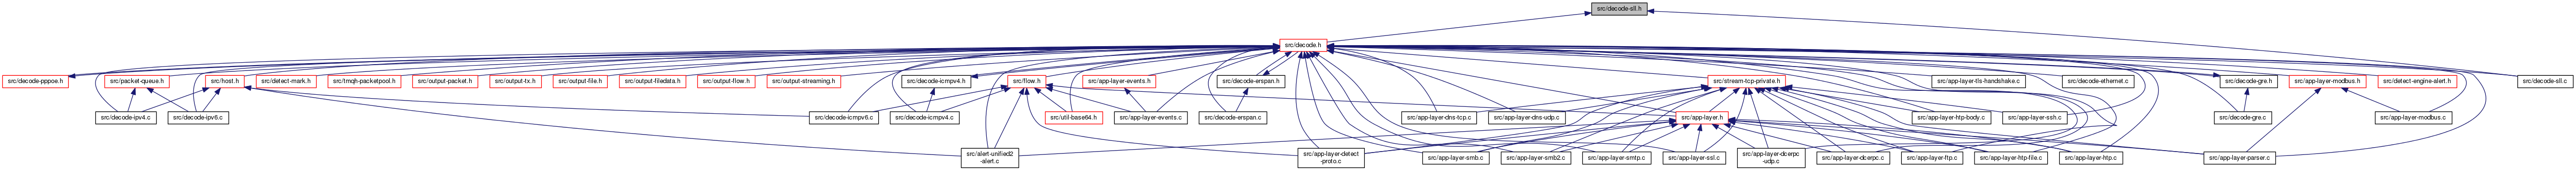 src/decode-sll.h
src/decode.h
src/decode-pppoe.h
src/packet-queue.h
src/host.h
src/detect-mark.h
src/tmqh-packetpool.h
src/output-packet.h
src/output-tx.h
src/output-file.h
src/output-filedata.h
src/output-flow.h
src/output-streaming.h
src/decode-icmpv4.h
src/flow.h
src/app-layer-events.h
src/decode-erspan.h
src/stream-tcp-private.h
src/app-layer-tls-handshake.c
src/decode-ethernet.c
src/decode-gre.h
src/app-layer-modbus.h
src/detect-engine-alert.h
src/decode-sll.c
src/decode-ipv4.c
src/decode-ipv6.c
src/decode-icmpv6.c
src/decode-icmpv4.c
src/util-base64.h
src/app-layer-events.c
src/decode-erspan.c
src/app-layer-dns-tcp.c
src/app-layer-dns-udp.c
src/app-layer.h
src/app-layer-htp-body.c
src/app-layer-ssh.c
src/decode-gre.c
src/app-layer-modbus.c
src/alert-unified2
-alert.c
src/app-layer-detect
-proto.c
src/app-layer-smb.c
src/app-layer-smb2.c
src/app-layer-smtp.c
src/app-layer-ssl.c
src/app-layer-dcerpc
-udp.c
src/app-layer-dcerpc.c
src/app-layer-ftp.c
src/app-layer-htp-file.c
src/app-layer-htp.c
src/app-layer-parser.c